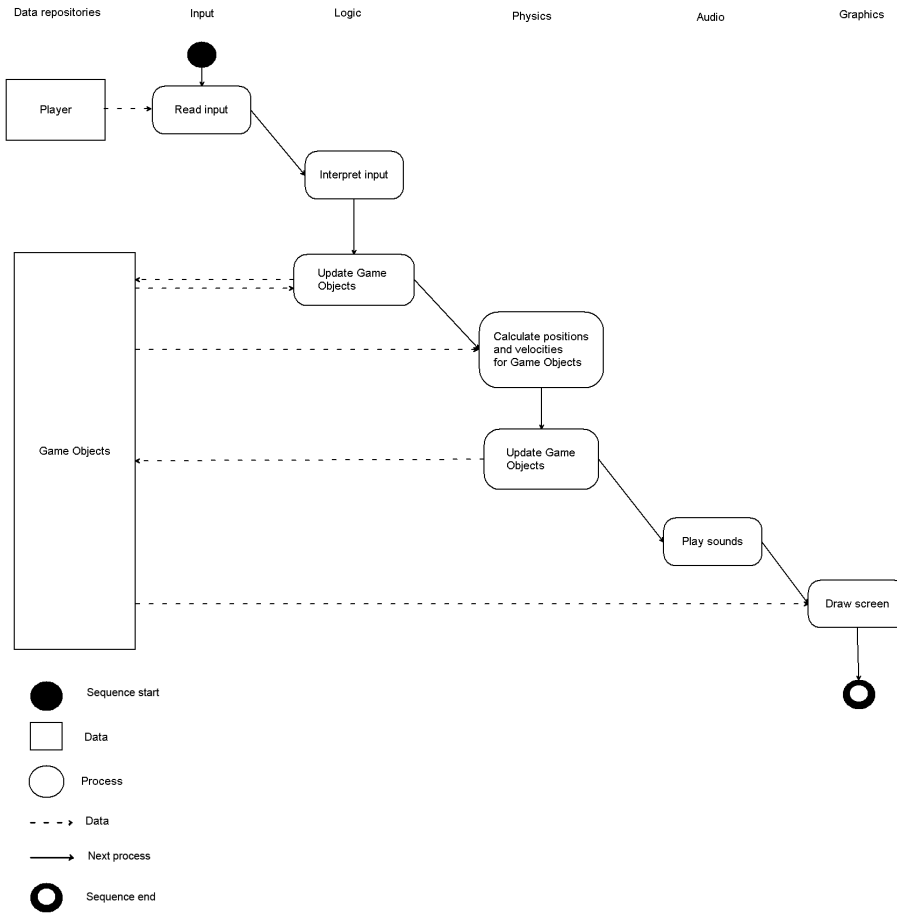 Data repositories
Input
Logic
Physics
Audio
Graphics
Player
Read input
Interpret input
Update Game
Objects
Calculate positions
and velocities
for Game Objects
Game Objects
Update Game
Objects
Play sounds
Draw screen
Sequence start
Data
Process
Data
Next process
Sequence end